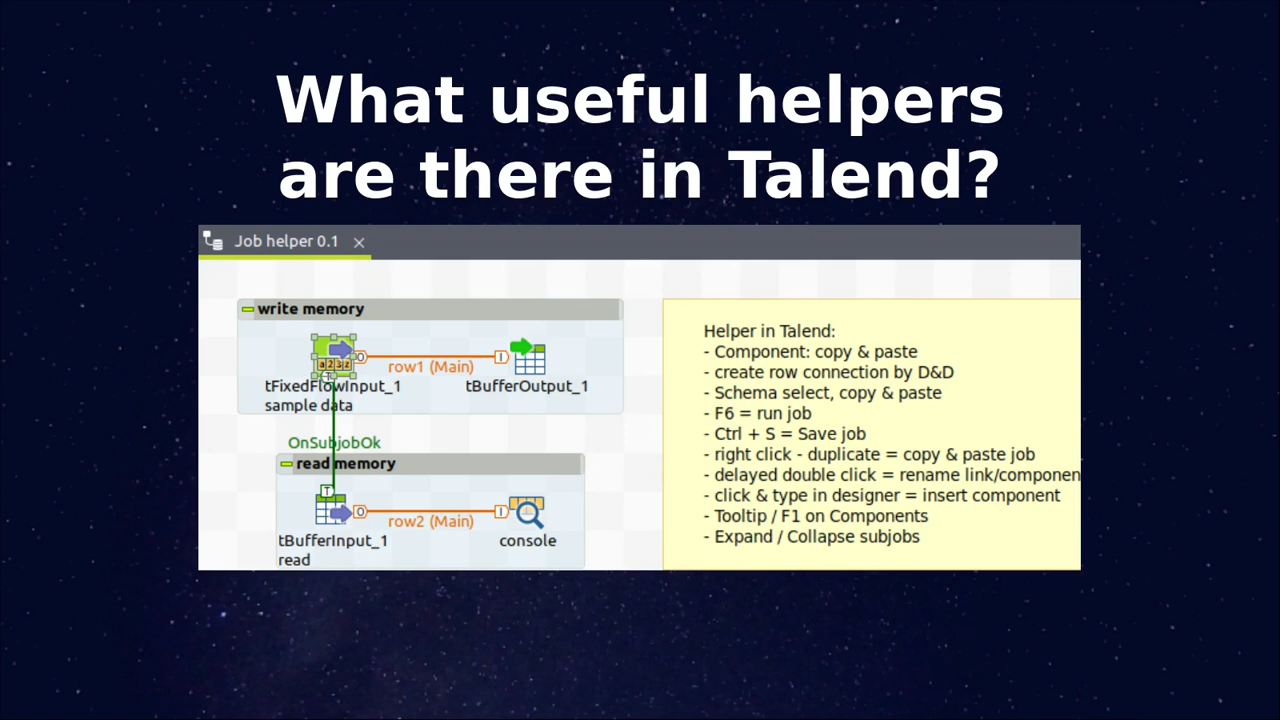 What useful helpers
are there in Talend?
Job helper 0.1
write memory
row1 (Main)
tFixedFlowInput_1
sample data
tBufferOutput_1
OnSubjobOk
read memory
row2 (Main)
tBufferInput_1
read
console
Helper in Talend:
- Component: copy & paste
- create row connection by D&D
- Schema select, copy & paste
- F6 = run job
- Ctrl + S = Save job
- right click - duplicate = copy & paste job
- delayed double click = rename link/componen
- click & type in designer = insert component
- Tooltip / F1 on Components
- Expand / Collapse subjobs